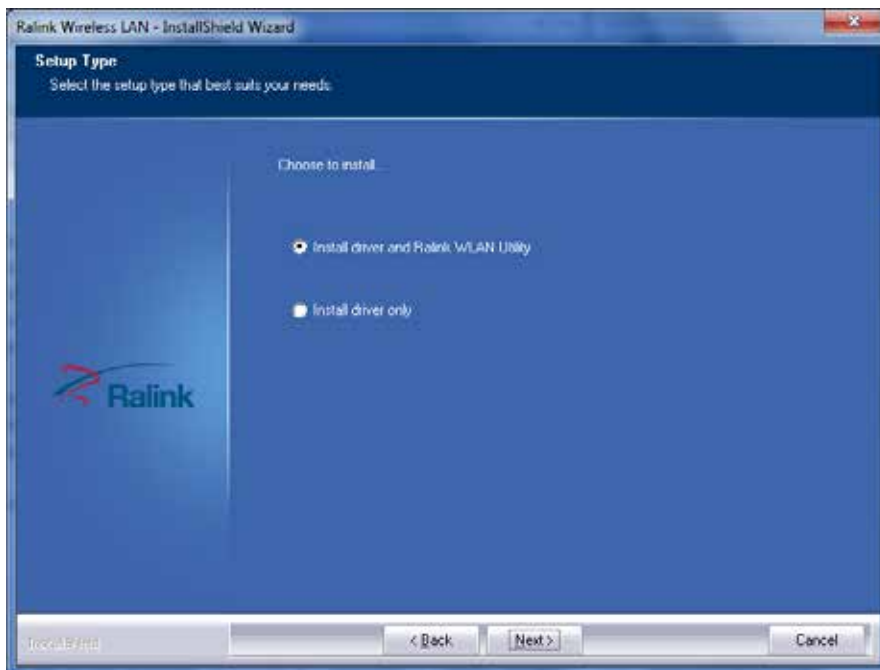 Ralink Wireless LAN - InstallShield Wizard
Setup Type
Select the setup type that best suits your needs.
Choose to install...
Install driver and Ralink WLAN Utility
Install driver only
Ralink
InstallShield
< Back
Next >
Cancel